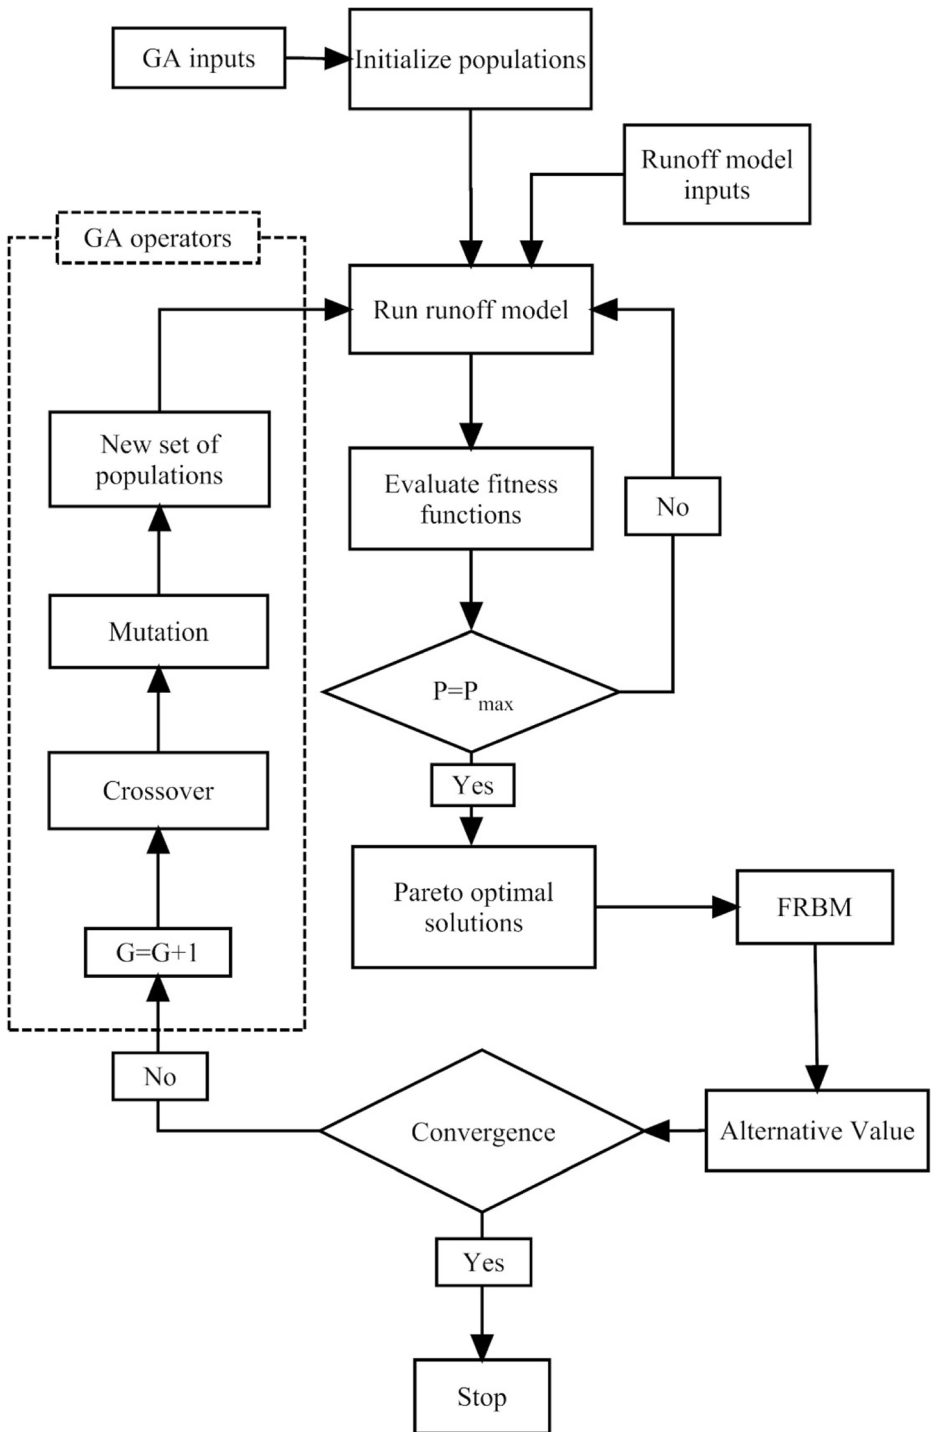 GA inputs
Initialize populations
Runoff model
inputs
GA operators
Run runoff model
New set of
populations
Evaluate fitness
functions
No
Mutation
P=Pmax
Yes
Crossover
Pareto optimal
solutions
FRBM
G=G+1
No
Convergence
Alternative Value
Yes
Stop